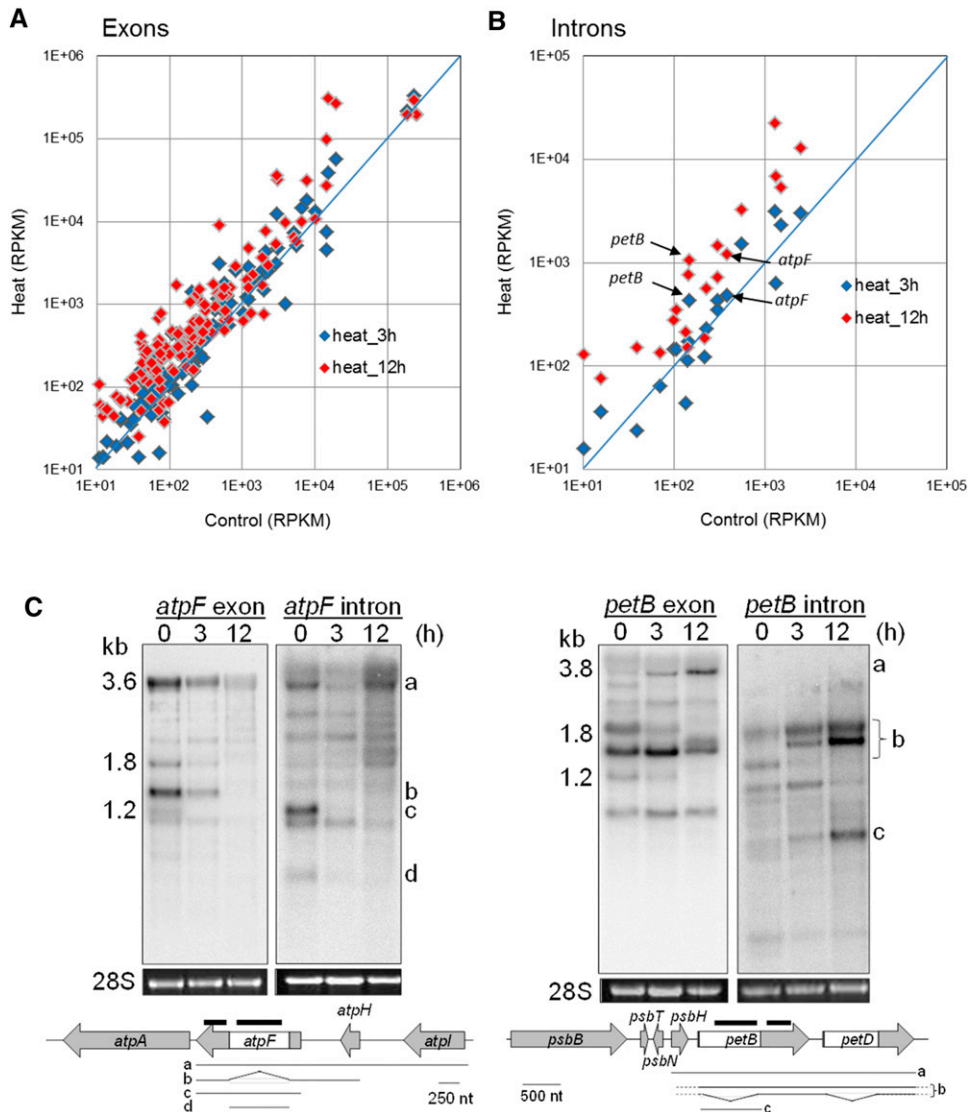 A Exons
1E+06
1E+05
1E+04
1E+03
1E+02
1E+01
Heat (RPKM)
heat_3h
heat_12h
1E+01 1E+02 1E+03 1E+04 1E+05 1E+06
Control (RPKM)
B Introns
1E+05
1E+04
1E+03
1E+02
1E+01
Heat (RPKM)
petB
petB
atpF
atpF
heat_3h
heat_12h
1E+01 1E+02 1E+03 1E+04 1E+05
Control (RPKM)
C
atpF exon atpF intron
0 3 12 0 3 12 (h)
kb
3.6
1.8
1.2
a
b
c
d
28S
atpH
atpA atpF atpI
a
b
c
d
250 nt
petB exon petB intron
0 3 12 0 3 12 (h)
kb
3.8
1.8
1.2
a
b
c
28S
psbT psbH
psbB petB petD
psbN
500 nt
a
b
c